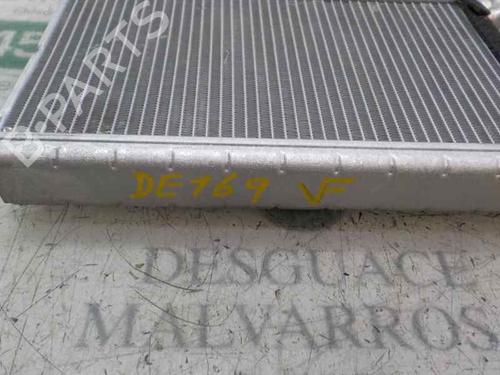 B-PARTS
DE169 VF
DESGUACE
MALVARROS